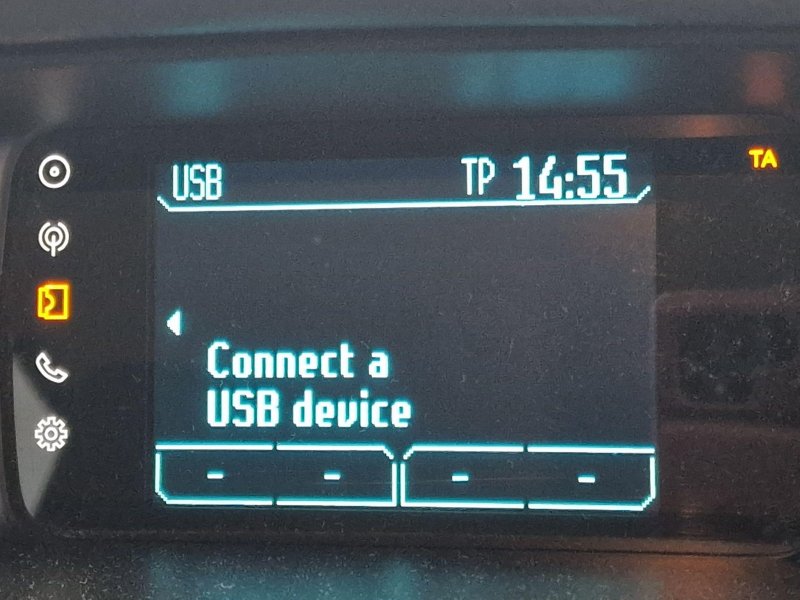 USB TP 14:55 TA
Connect a
USB device